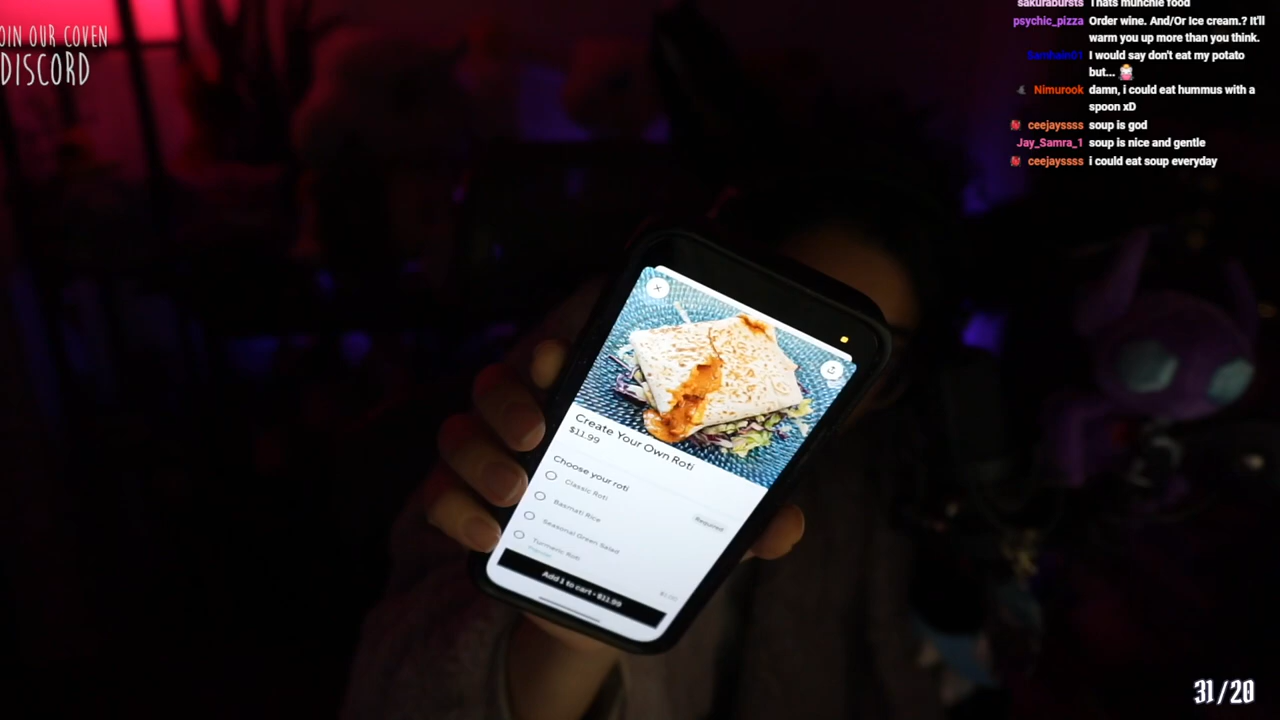 JOIN OUR COVEN
DISCORD
sakurabursts Thats munchie food
psychic_pizza Order wine. And/Or Ice cream.? It'll
warm you up more than you think.
Samhain01 I would say don't eat my potato
but...
Nimurook damn, i could eat hummus with a
spoon xD
ceejayssss soup is god
Jay_Samra_1 soup is nice and gentle
ceejayssss i could eat soup everyday
Create Your Own Roti
$11.99
Choose your roti
Required
Classic Roti
Basmati Rice
Seasonal Green Salad
Turmeric Roti
Popular
Add 1 to cart • $11.99
31/20